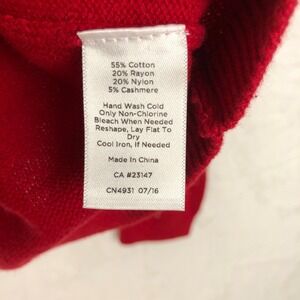 55% Cotton
20% Rayon
20% Nylon
5% Cashmere
Hand Wash Cold
Only Non-Chlorine
Bleach When Needed
Reshape, Lay Flat To
Dry
Cool Iron, If Needed
Made In China
CA #23147
CN4931 07/16